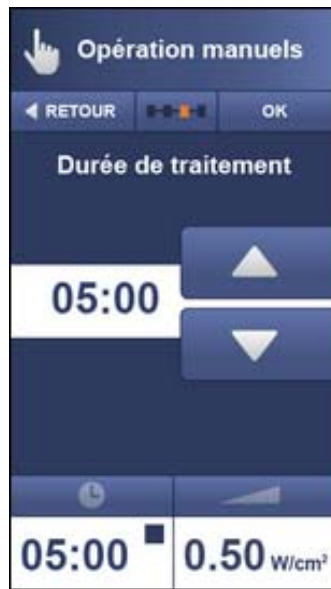 Opération manuels
RETOUR
OK
Durée de traitement
05:00
05:00
0.50 W/cm²